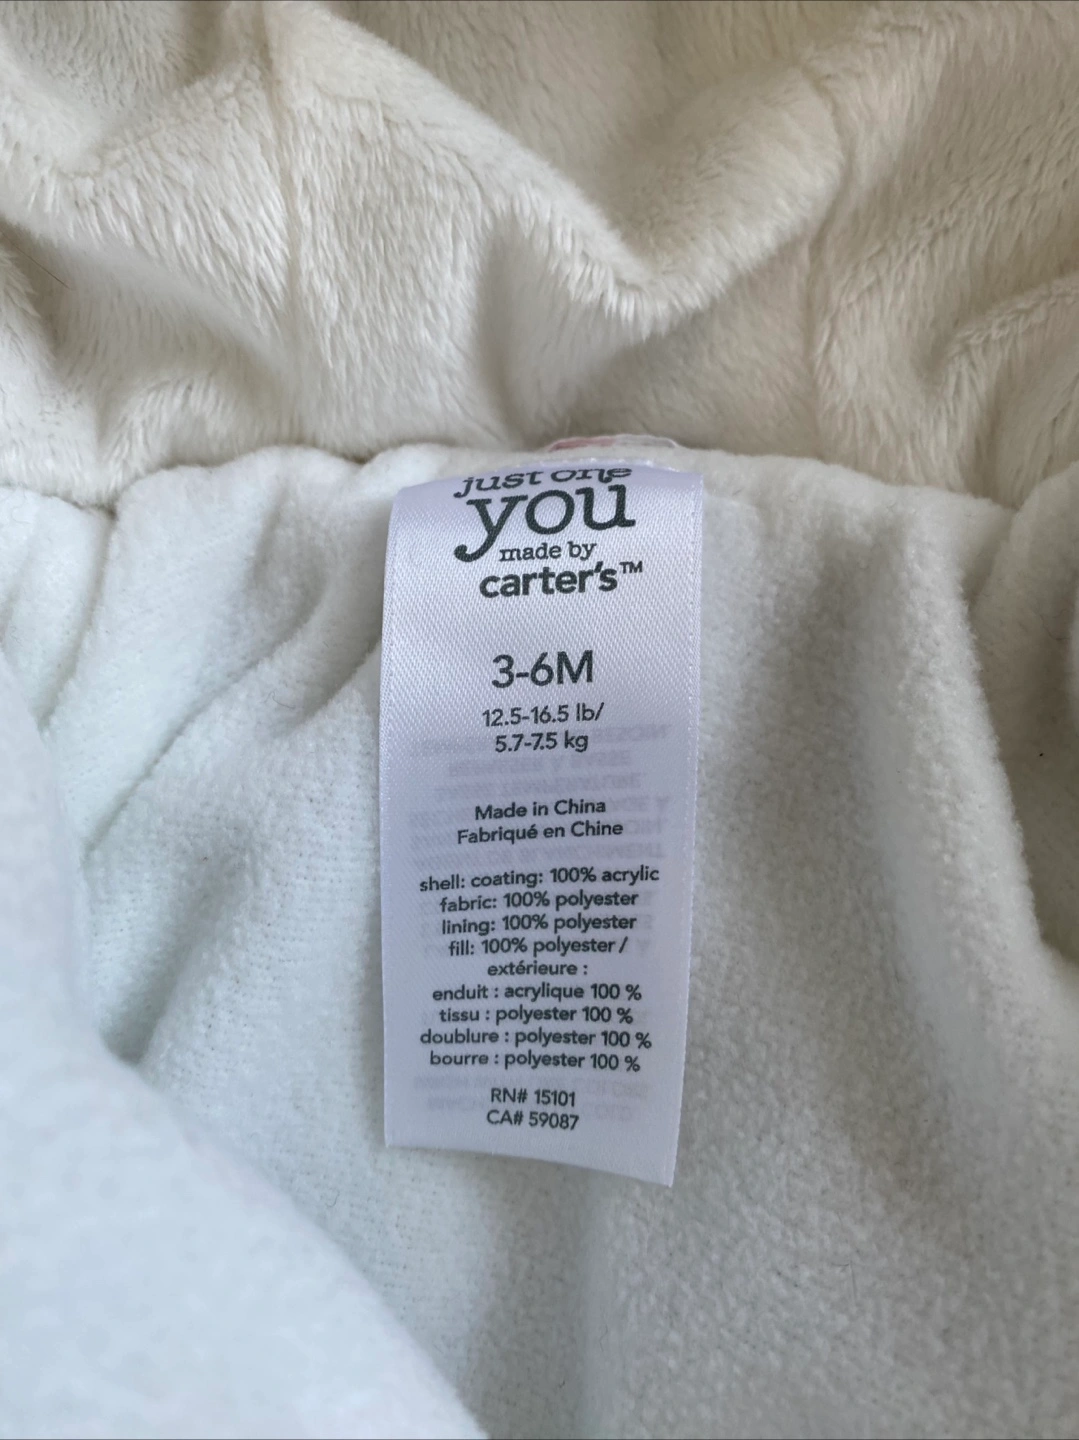 just one
you
made by
carter's™
3-6M
12.5-16.5 lb/
5.7-7.5 kg
Made in China
Fabriqué en Chine
shell: coating: 100% acrylic
fabric: 100% polyester
lining: 100% polyester
fill: 100% polyester /
extérieure :
enduit : acrylique 100 %
tissu : polyester 100 %
doublure : polyester 100 %
bourre : polyester 100 %
RN# 15101
CA# 59087